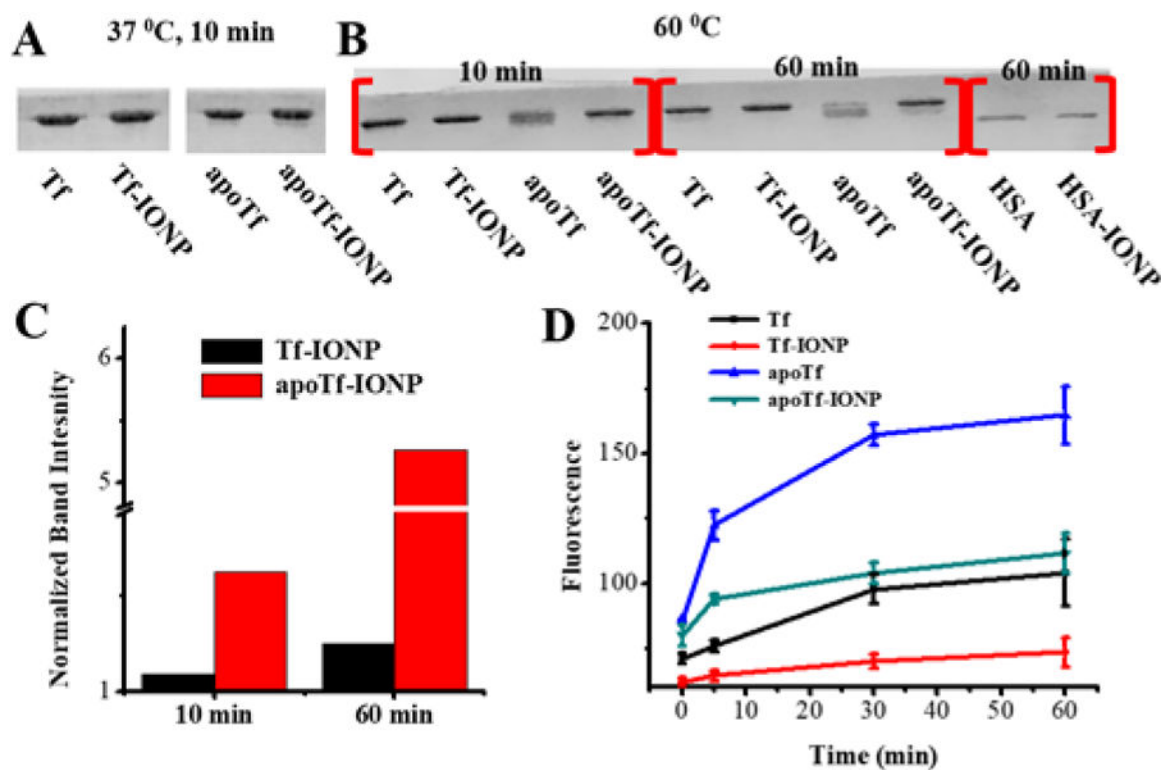 A
37 ⁰C, 10 min
Tf
Tf-IONP
apoTf
apoTf-IONP
B
60 ⁰C
10 min
60 min
60 min
Tf
Tf-IONP
apoTf
apoTf-IONP
Tf
Tf-IONP
apoTf
apoTf-IONP
HSA
HSA-IONP
C
Tf-IONP
apoTf-IONP
Normalized Band Intesnity
6
5
1
10 min
60 min
D
Tf
Tf-IONP
apoTf
apoTf-IONP
Fluorescence
200
150
100
0 10 20 30 40 50 60
Time (min)